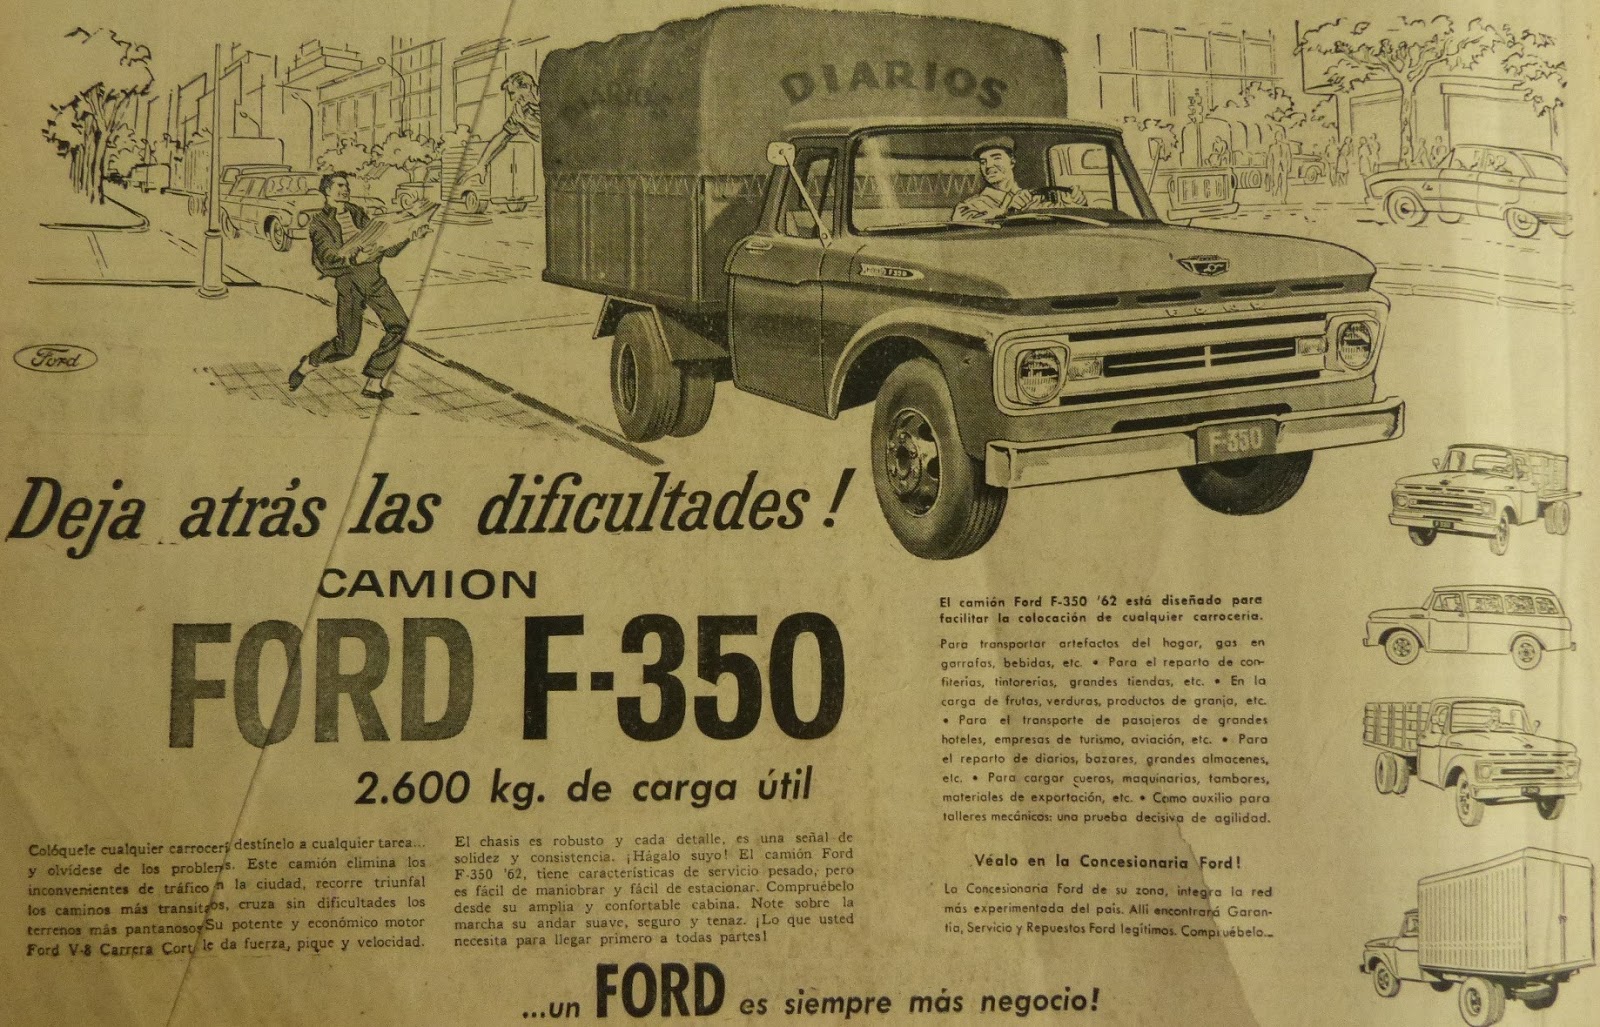 DIARIOS
DIARIOS
FORD F-350
FORD
F-350
Ford
Deja atrás las dificultades!
CAMION
FORD F-350
2.600 kg. de carga útil
Colóquele cualquier carrocerí destínelo a cualquier tarea...
y olvídese de los problems. Este camión elimina los
inconvenientes de tráfico n la ciudad, recorre triunfal
los caminos más transitos, cruza sin dificultades los
terrenos más pantanosos Su potente y económico motor
Ford V-8 Carrera Cort le da fuerza, pique y velocidad.
El chasis es robusto y cada detalle, es una señal de
solidez y consistencia. ¡Hágalo suyo! El camión Ford
F-350 '62, tiene características de servicio pesado, pero
es fácil de maniobrar y fácil de estacionar. Compruébelo
desde su amplia y confortable cabina. Note sobre la
marcha su andar suave, seguro y tenaz. ¡Lo que usted
necesita para llegar primero a todas partes!
El camión Ford F-350 '62 está diseñado para
facilitar la colocación de cualquier carrocería.
Para transportar artefactos del hogar, gas en
garrafas, bebidas, etc. • Para el reparto de con-
fiterías, tintorerías, grandes tiendas, etc. • En la
carga de frutas, verduras, productos de granja, etc.
• Para el transporte de pasajeros de grandes
hoteles, empresas de turismo, aviación, etc. • Para
el reparto de diarios, bazares, grandes almacenes,
etc. • Para cargar cueros, maquinarias, tambores,
materiales de exportación, etc. • Como auxilio para
talleres mecánicos: una prueba decisiva de agilidad.
Véalo en la Concesionaria Ford!
La Concesionaria Ford de su zona, integra la red
más experimentada del país. Allí encontrará Garan-
tía, Servicio y Repuestos Ford legítimos. Compruébelo...
...un FORD es siempre más negocio!